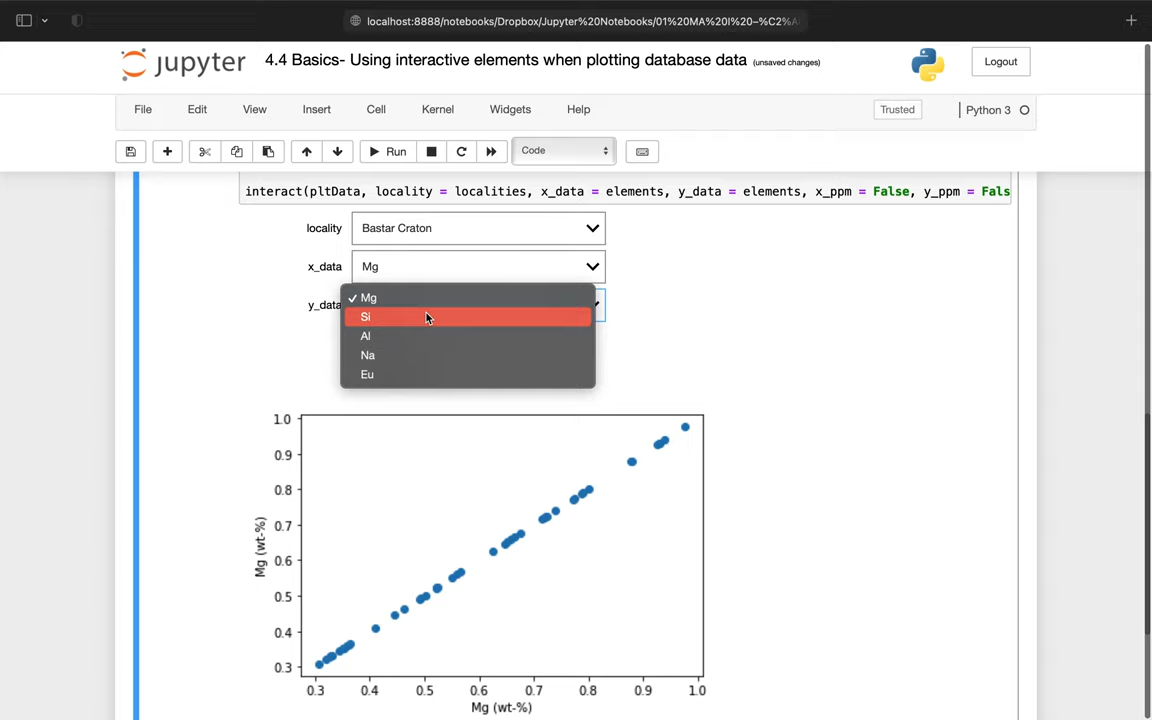 localhost:8888/notebooks/Dropbox/Jupyter%20Notebooks/01%20MA%20I%20–%C2%A
jupyter 4.4 Basics- Using interactive elements when plotting database data (unsaved changes) Logout
File Edit View Insert Cell Kernel Widgets Help Trusted Python 3
Run Code
interact(pltData, locality = localities, x_data = elements, y_data = elements, x_ppm = False, y_ppm = Fals
locality Bastar Craton
x_data Mg
y_data ✓ Mg
Si
Al
Na
Eu
1.0
0.9
0.8
0.7
0.6
0.5
0.4
0.3
Mg (wt-%)
0.3 0.4 0.5 0.6 0.7 0.8 0.9 1.0
Mg (wt-%)